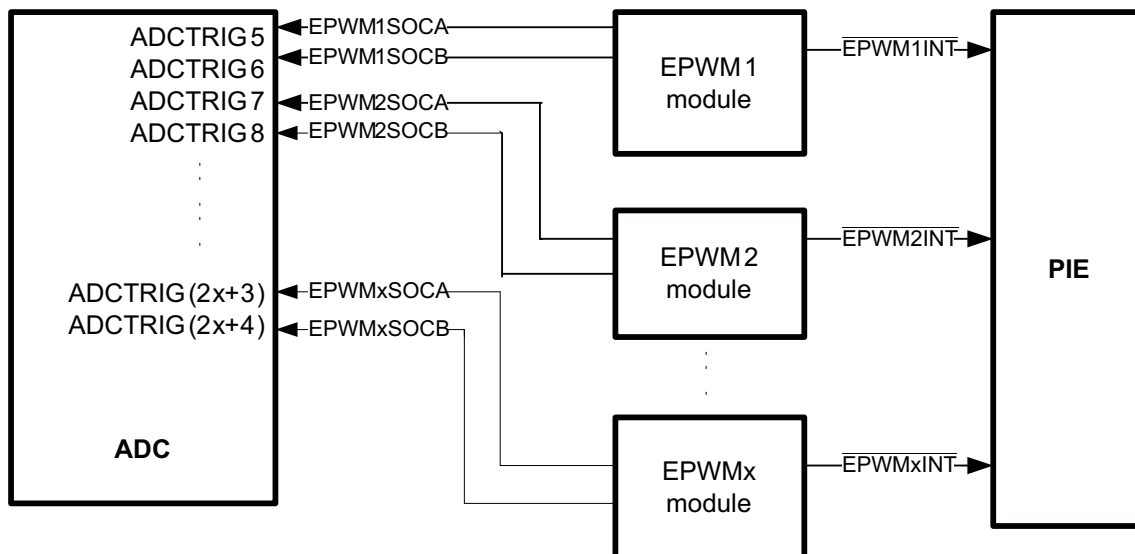 ADCTRIG5
ADCTRIG6
ADCTRIG7
ADCTRIG8
ADCTRIG(2x+3)
ADCTRIG(2x+4)
ADC
EPWM1SOCA
EPWM1SOCB
EPWM2SOCA
EPWM2SOCB
EPWMxSOCA
EPWMxSOCB
EPWM1
module
EPWM2
module
EPWMx
module
EPWM1INT
EPWM2INT
EPWMxINT
PIE